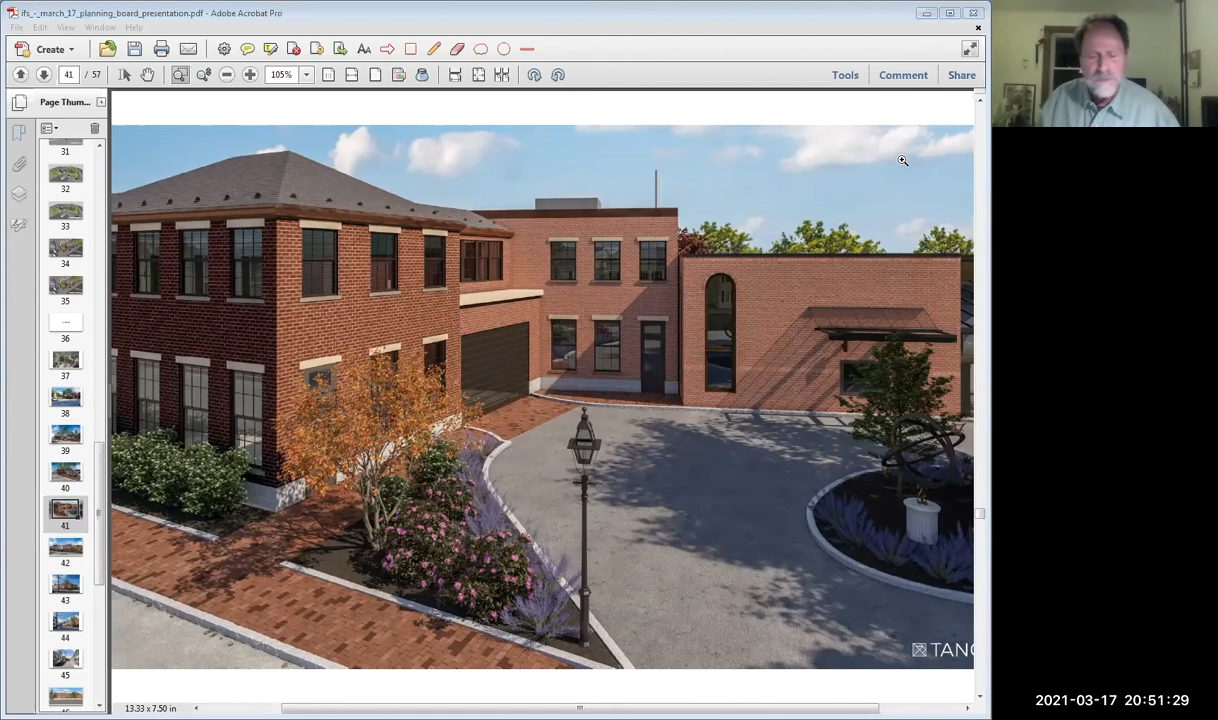 ifs_-_march_17_planning_board_presentation.pdf - Adobe Acrobat Pro
File Edit View Window Help
Create
41 / 57
105%
Tools Comment Share
Page Thum...
31
32
33
34
35
36
37
38
39
40
41
42
43
44
45
TANG
13.33 x 7.50 in
2021-03-17 20:51:29